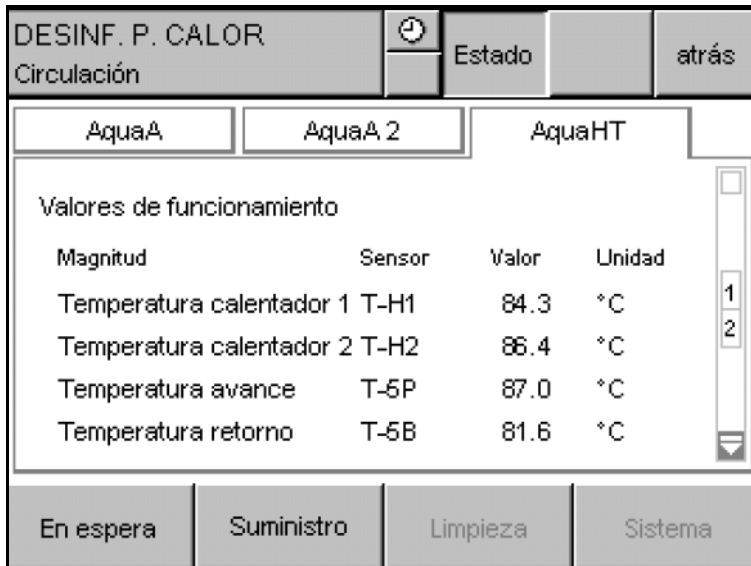 DESINF. P. CALOR
Circulación
Estado
atrás
AquaA AquaA 2 AquaHT
Valores de funcionamiento
Magnitud Sensor Valor Unidad
Temperatura calentador 1 T-H1 84.3 °C
Temperatura calentador 2 T-H2 86.4 °C
Temperatura avance T-5P 87.0 °C
Temperatura retorno T-5B 81.6 °C
1
2
En espera Suministro Limpieza Sistema